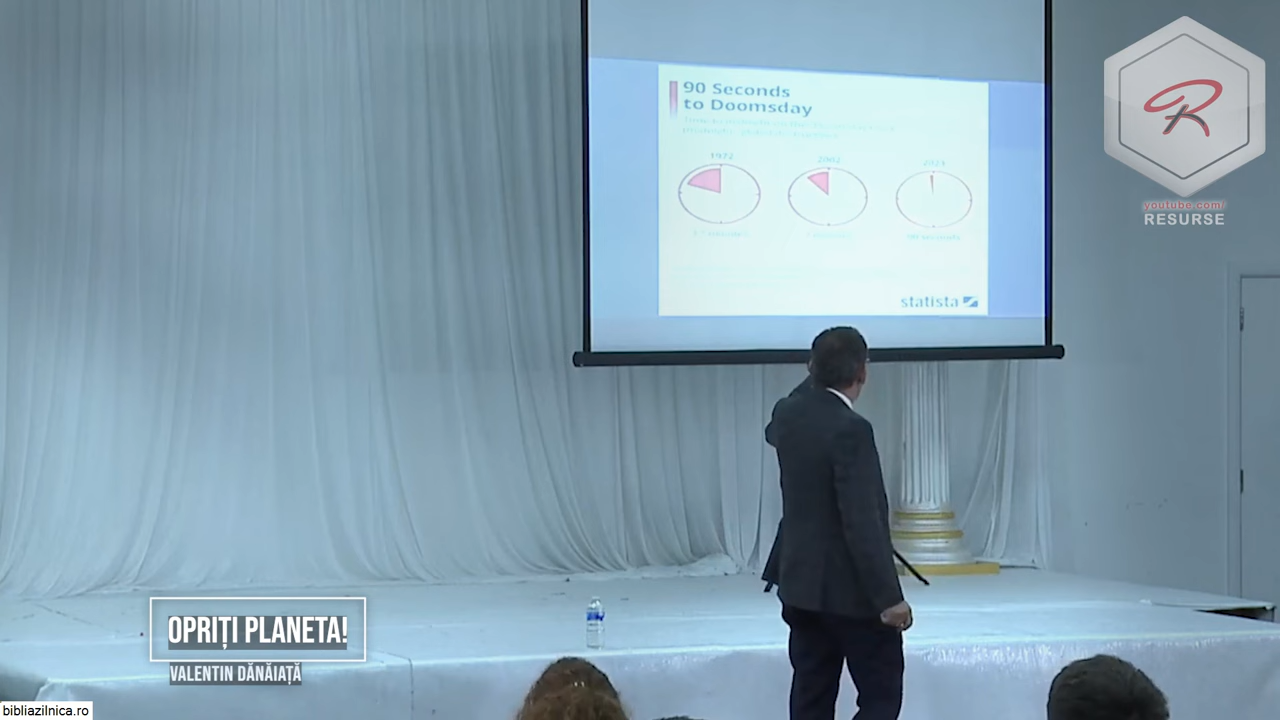 90 Seconds
to Doomsday
1972
2002
2023
90 seconds
statista
R
youtube.com/
RESURSE
OPRIȚI PLANETA!
VALENTIN DĂNĂIAȚĂ
bibliazilnica.ro